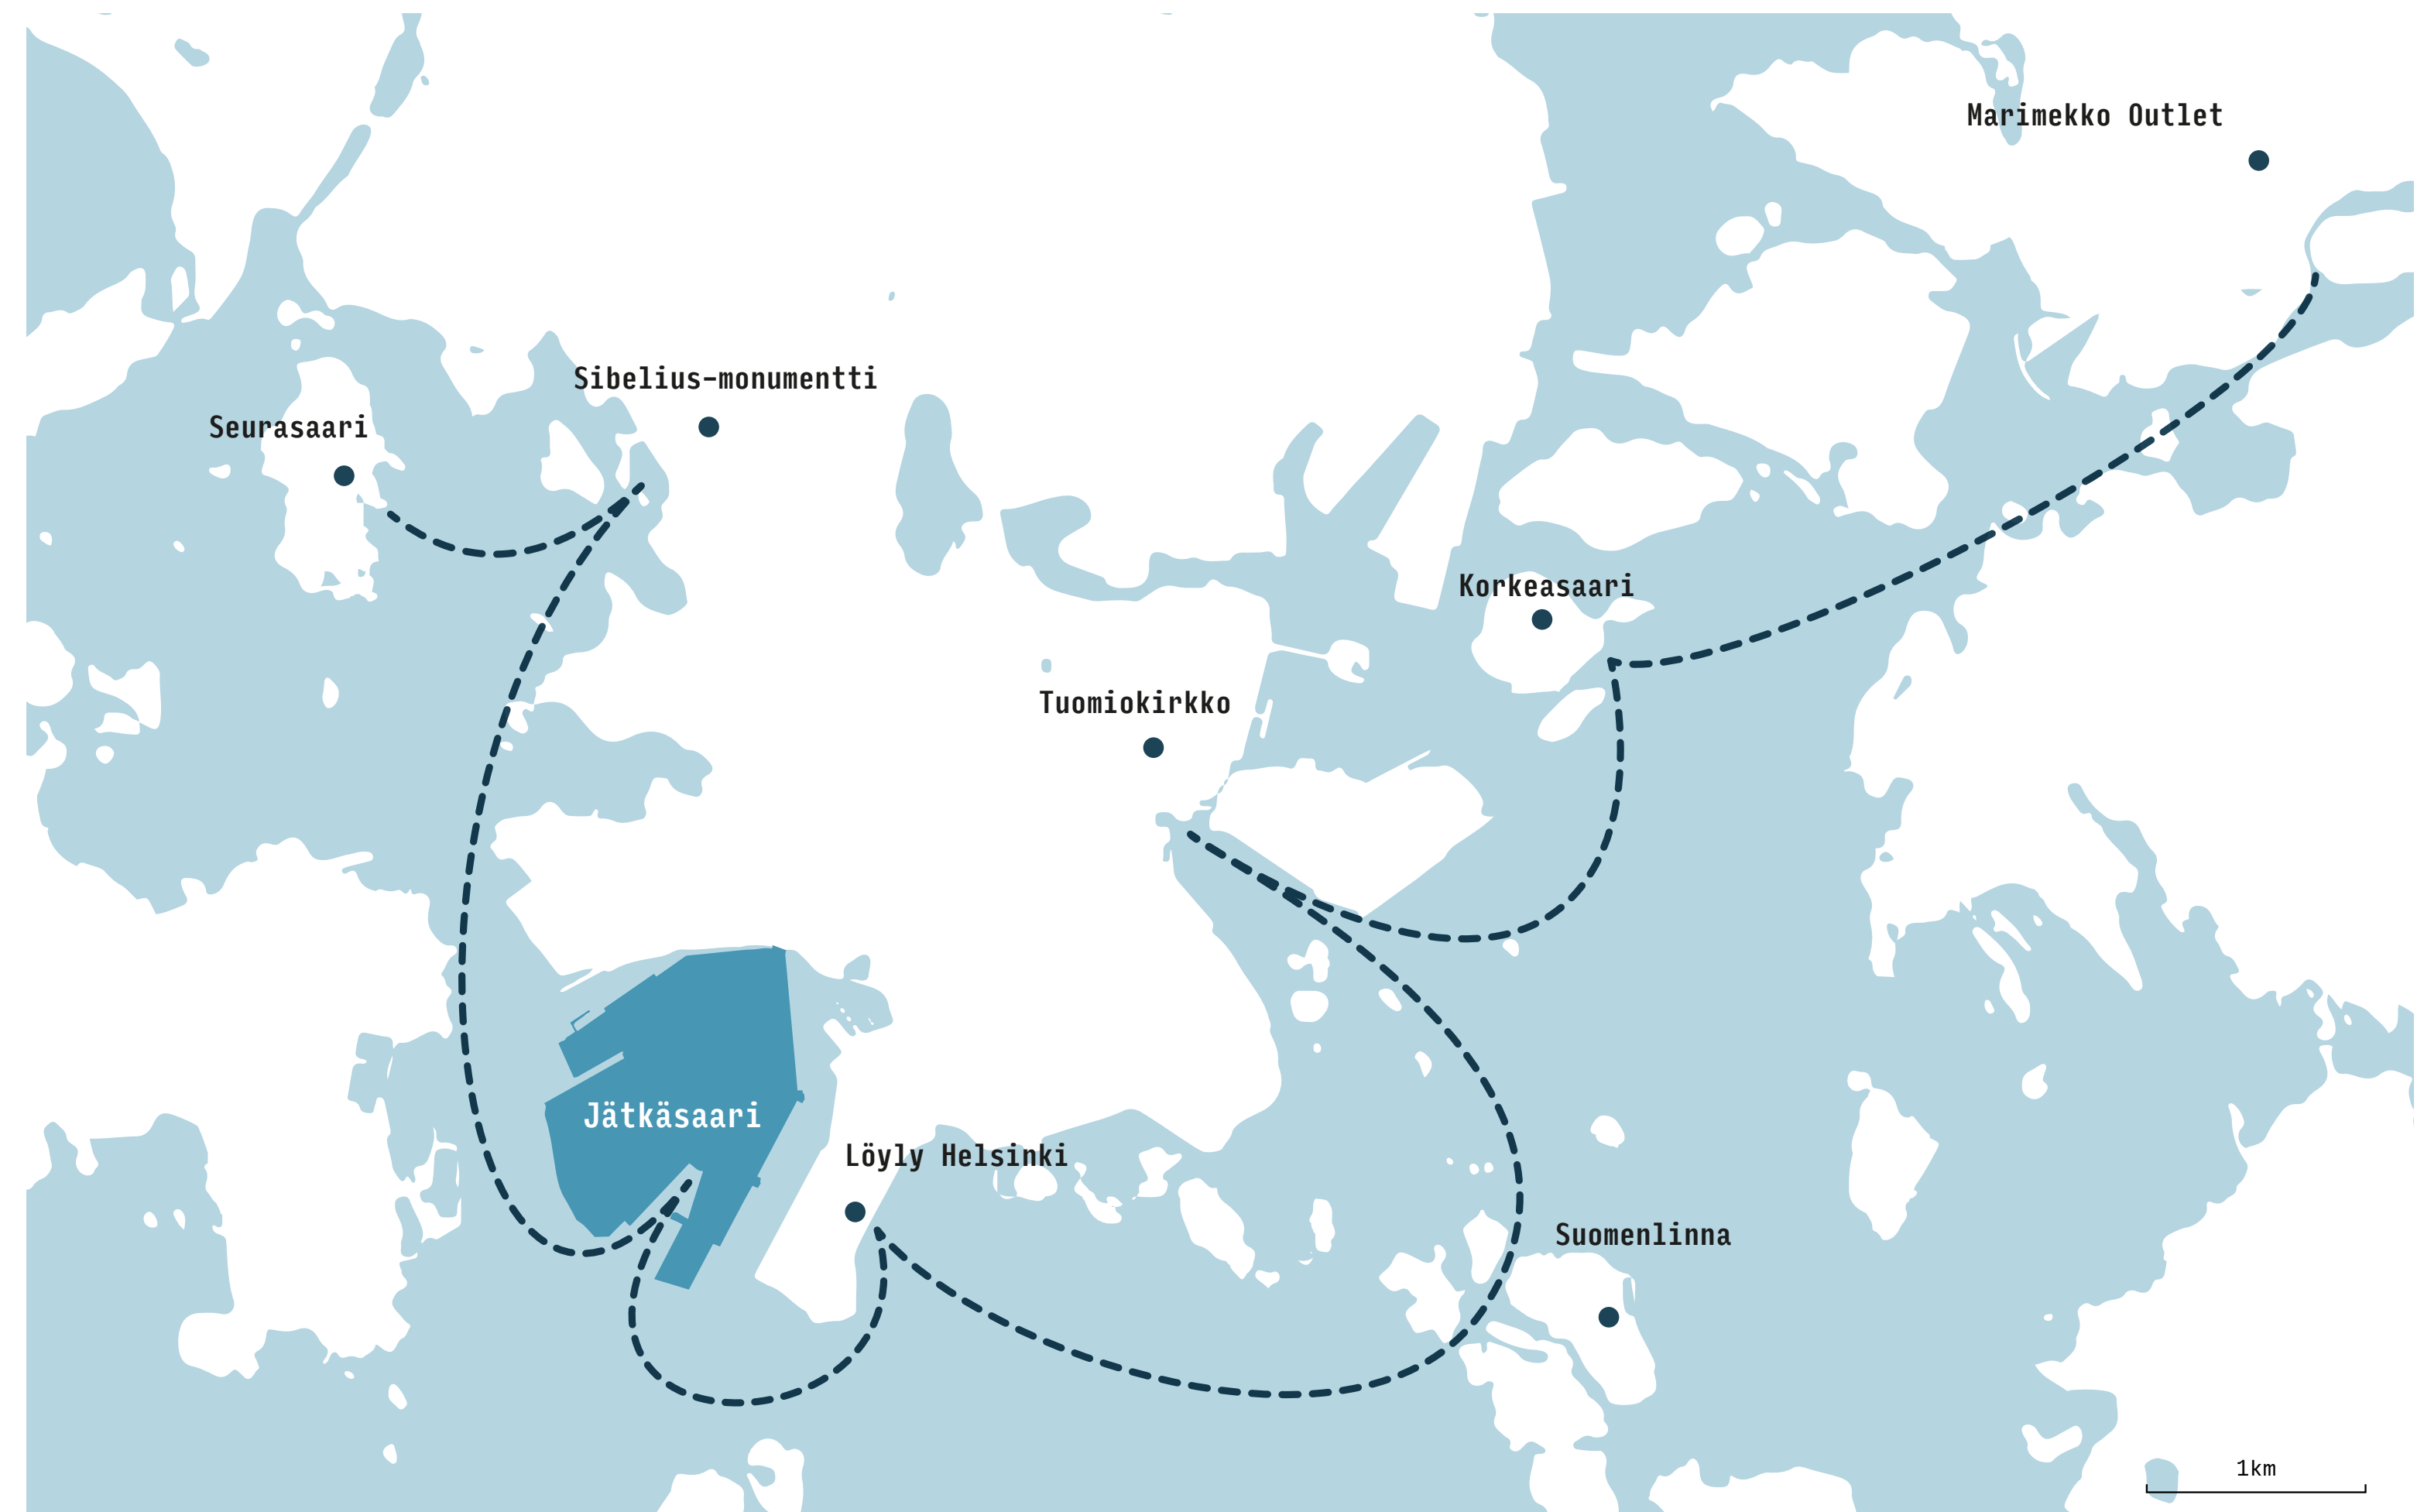 Marimekko Outlet
Sibelius-monumentti
Seurasaari
Korkeasaari
Tuomiokirkko
Jätkäsaari
Löyly Helsinki
Suomenlinna
1km